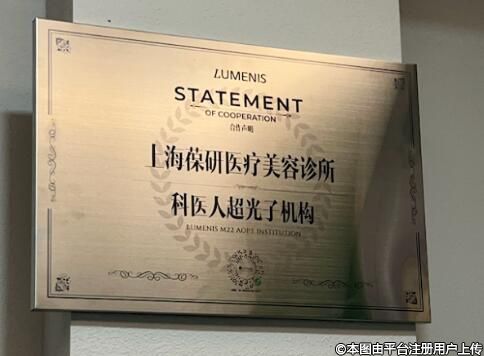 LUMENIS
STATEMENT
OF COOPERATION
合作声明
上海葆研医疗美容诊所
科医人超光子机构
LUMENIS M22 AOPT INSTITUTION
©本图由平台注册用户上传